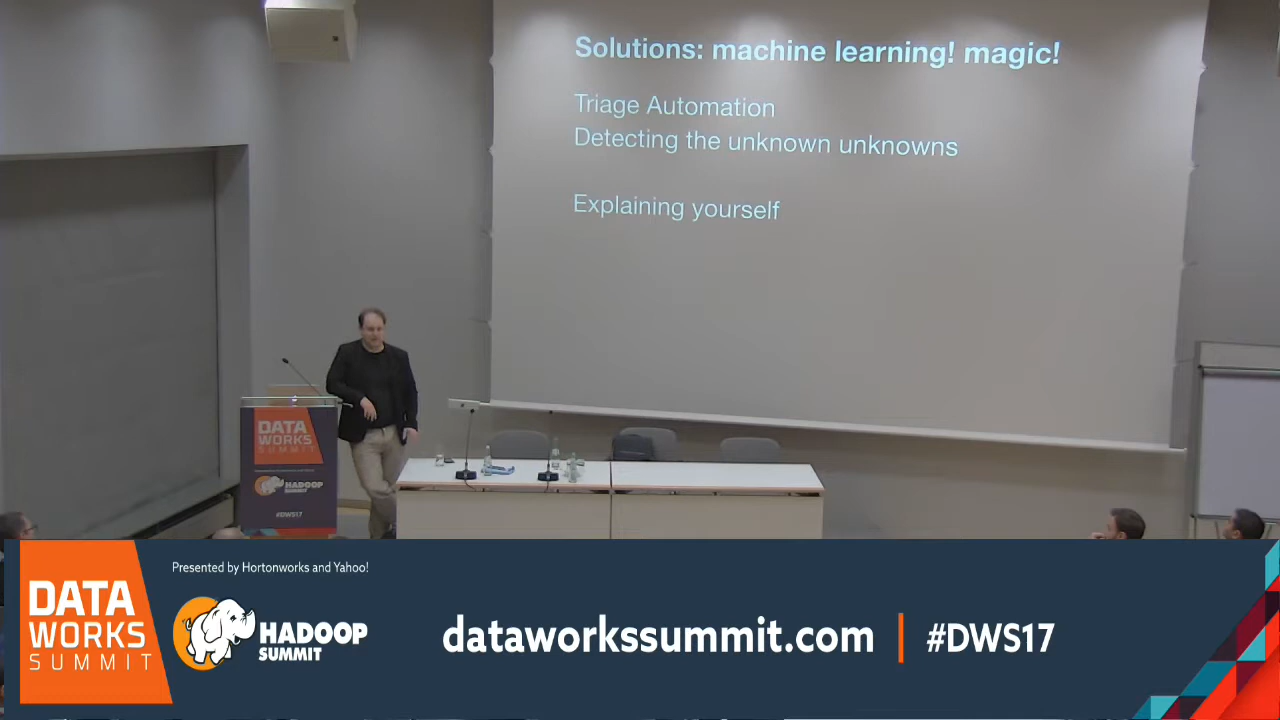 Solutions: machine learning! magic!
Triage Automation
Detecting the unknown unknowns
Explaining yourself
DATA
WORKS
SUMMIT
HADOOP
SUMMIT
#DWS17
Presented by Hortonworks and Yahoo!
DATA
WORKS
SUMMIT
HADOOP
SUMMIT
dataworkssummit.com
#DWS17